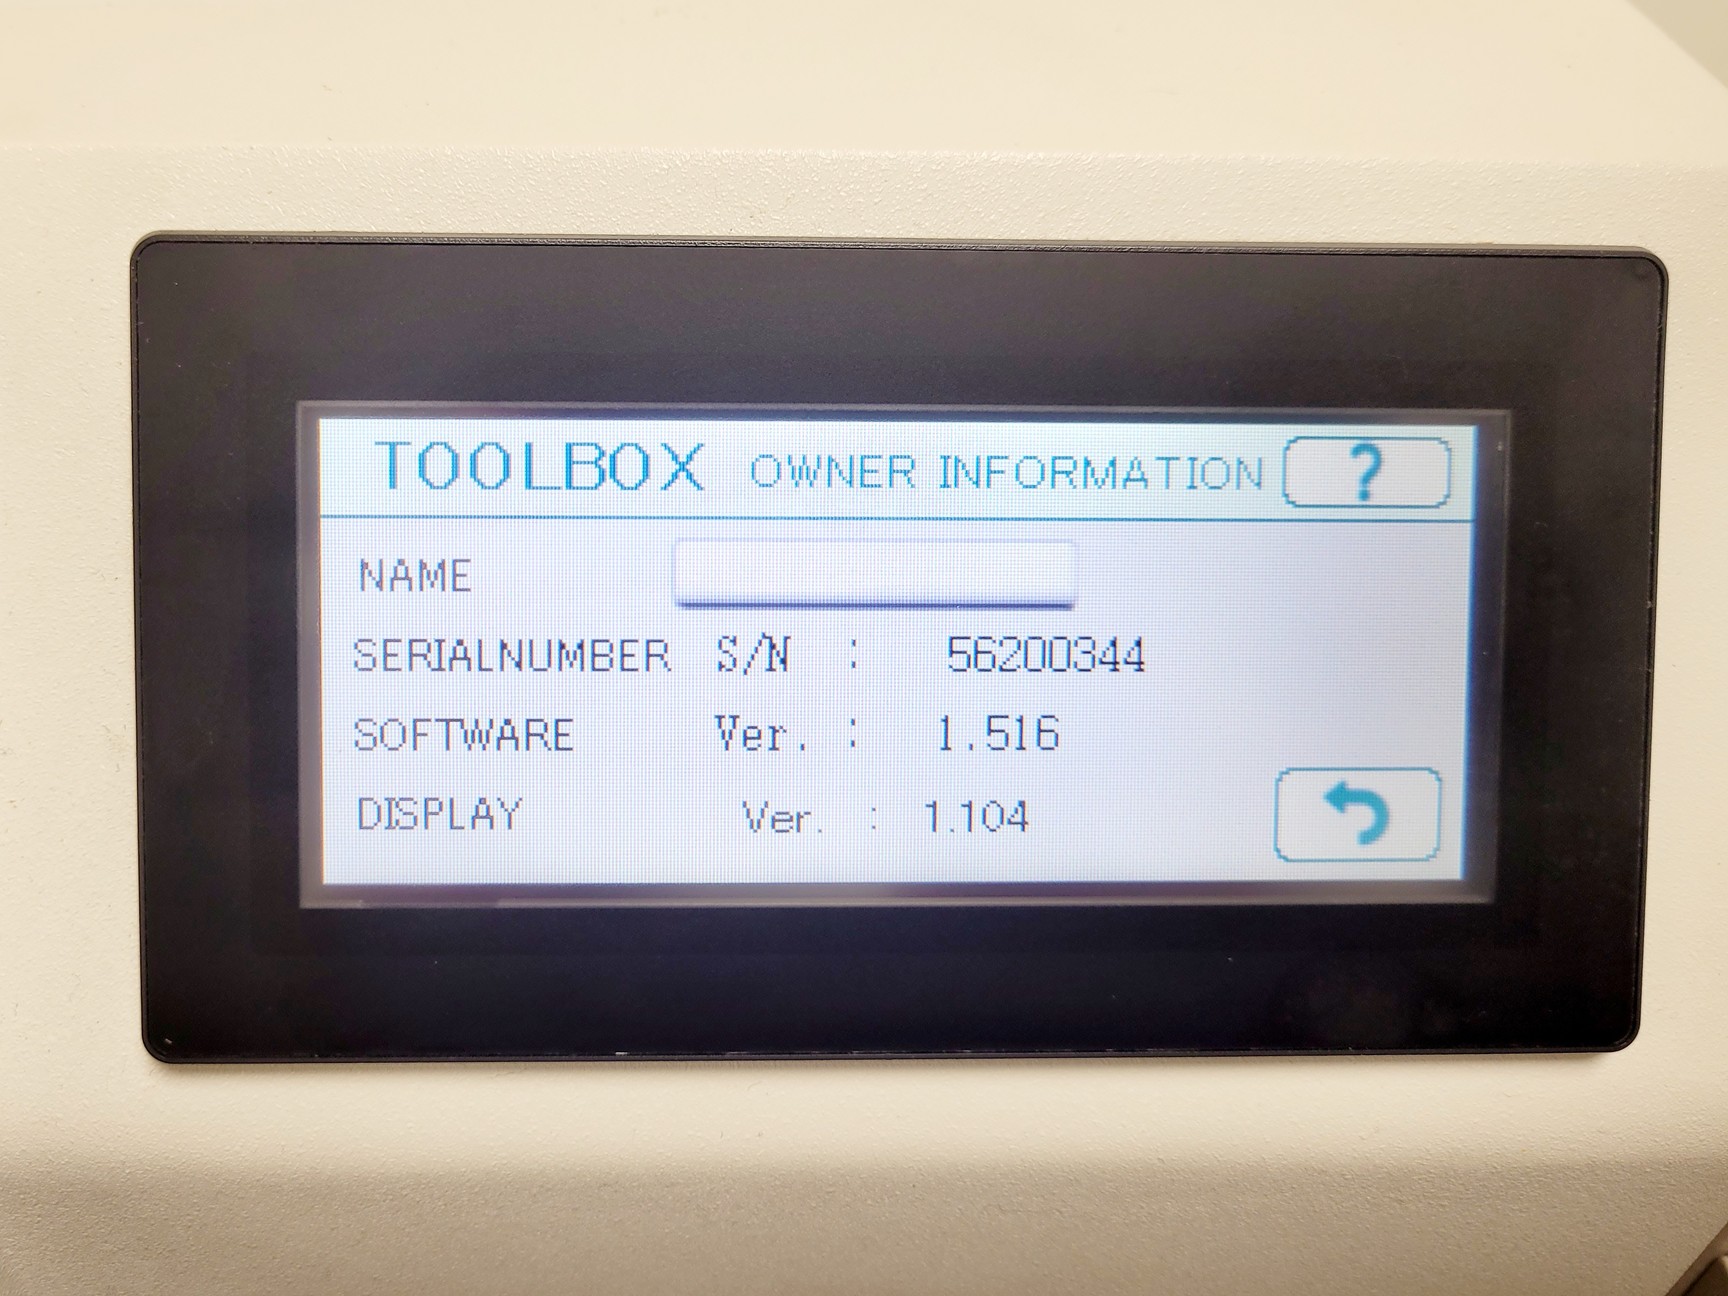 TOOLBOX OWNER INFORMATION ?
NAME
SERIALNUMBER S/N : 56200344
SOFTWARE Ver. : 1.516
DISPLAY Ver. : 1.104